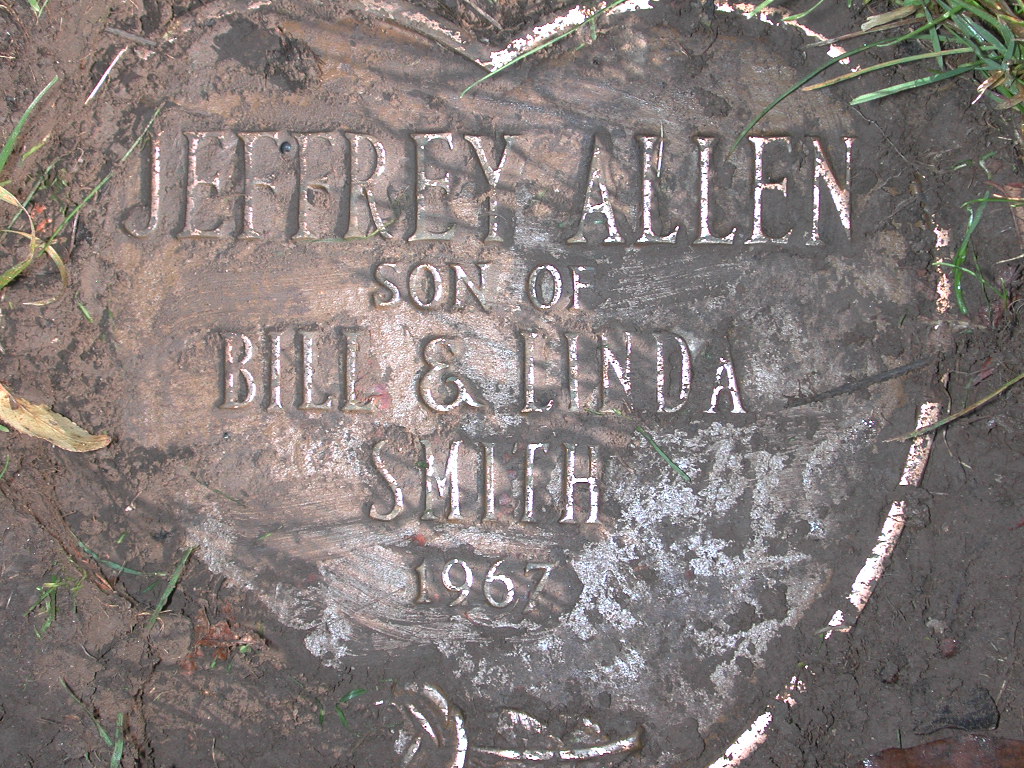 JEFFREY ALLEN
SON OF
BILL & LINDA
SMITH
1967